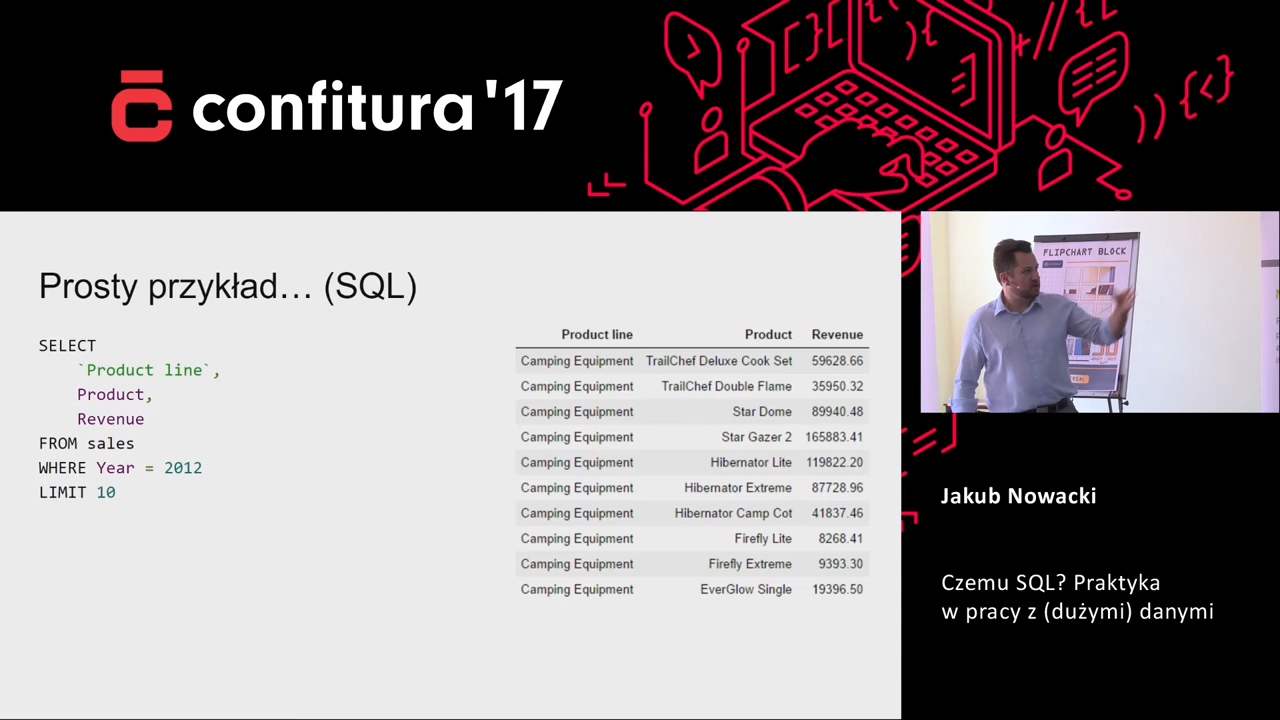 confitura '17
Prosty przykład... (SQL)
SELECT
`Product line`,
Product,
Revenue
FROM sales
WHERE Year = 2012
LIMIT 10
Product line Product Revenue
Camping Equipment TrailChef Deluxe Cook Set 59628.66
Camping Equipment TrailChef Double Flame 35950.32
Camping Equipment Star Dome 89940.48
Camping Equipment Star Gazer 2 165883.41
Camping Equipment Hibernator Lite 119822.20
Camping Equipment Hibernator Extreme 87728.96
Camping Equipment Hibernator Camp Cot 41837.46
Camping Equipment Firefly Lite 8268.41
Camping Equipment Firefly Extreme 9393.30
Camping Equipment EverGlow Single 19396.50
FLIPCHART BLOCK
Jakub Nowacki
Czemu SQL? Praktyka
w pracy z (dużymi) danymi